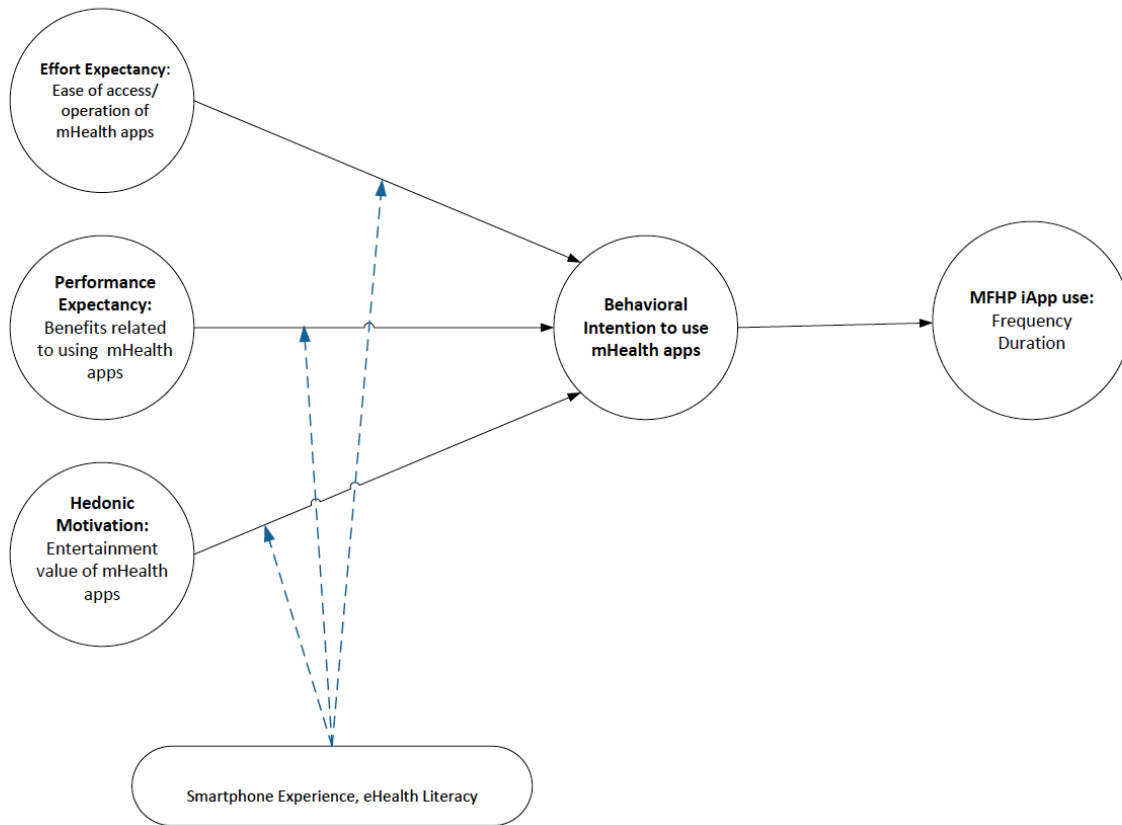 Effort Expectancy:
Ease of access/
operation of
mHealth apps
Performance
Expectancy:
Benefits related
to using mHealth
apps
Hedonic
Motivation:
Entertainment
value of mHealth
apps
Behavioral
Intention to use
mHealth apps
MFHP iApp use:
Frequency
Duration
Smartphone Experience, eHealth Literacy